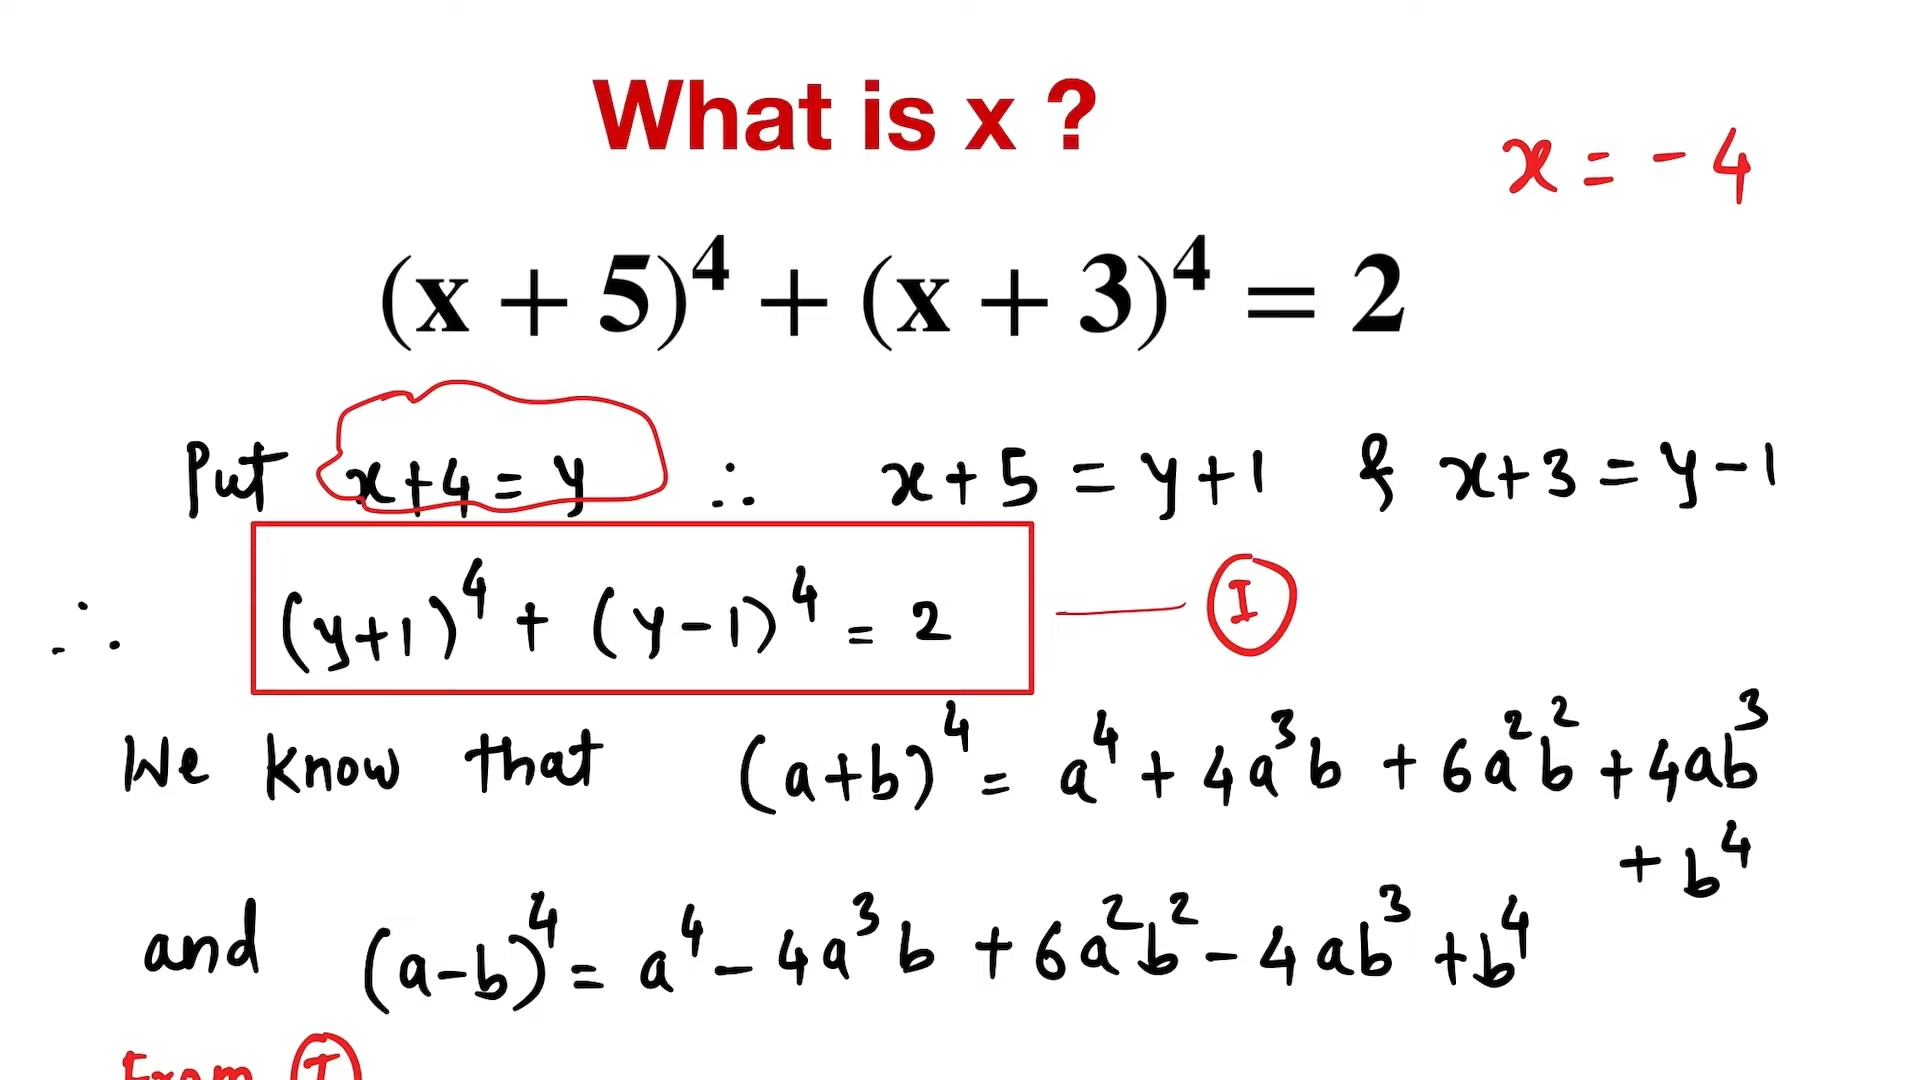 What is x ?
x = - 4
(x + 5)⁴ + (x + 3)⁴ = 2
Put x+4 = y ∴ x+5 = y+1 & x+3 = y-1
∴ (y+1)⁴ + (y-1)⁴ = 2 — I
We know that (a+b)⁴ = a⁴ + 4a³b + 6a²b² + 4ab³
+ b⁴
and (a-b)⁴ = a⁴ - 4a³b + 6a²b² - 4ab³ + b⁴
From I